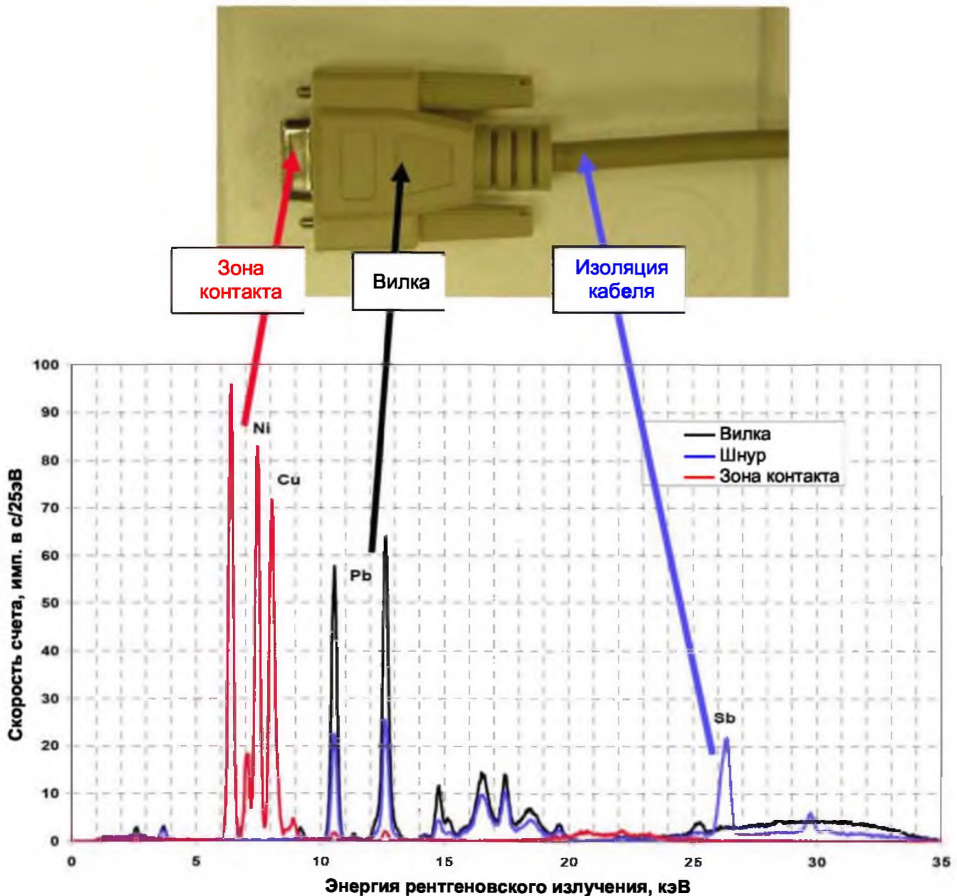 Зона
контакта
Вилка
Изоляция
кабеля
100
90
80
70
60
50
40
30
20
10
0
Ni
Cu
Pb
Sb
Вилка
Шнур
Зона контакта
0 5 10 15 20 25 30 35
Скорость счета, имп. в с/25эВ
Энергия рентгеновского излучения, кэВ